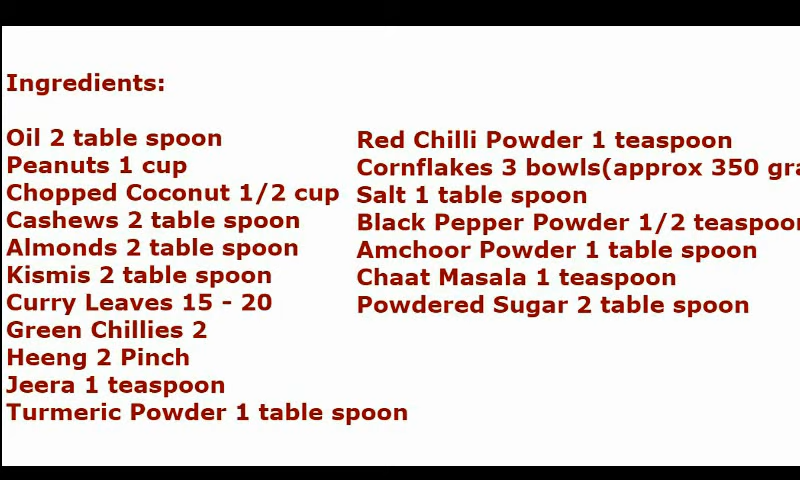 Ingredients:
Oil 2 table spoon
Peanuts 1 cup
Chopped Coconut 1/2 cup
Cashews 2 table spoon
Almonds 2 table spoon
Kismis 2 table spoon
Curry Leaves 15 - 20
Green Chillies 2
Heeng 2 Pinch
Jeera 1 teaspoon
Turmeric Powder 1 table spoon
Red Chilli Powder 1 teaspoon
Cornflakes 3 bowls(approx 350
Salt 1 table spoon
Black Pepper Powder 1/2 teaspoon
Amchoor Powder 1 table spoon
Chaat Masala 1 teaspoon
Powdered Sugar 2 table spoon